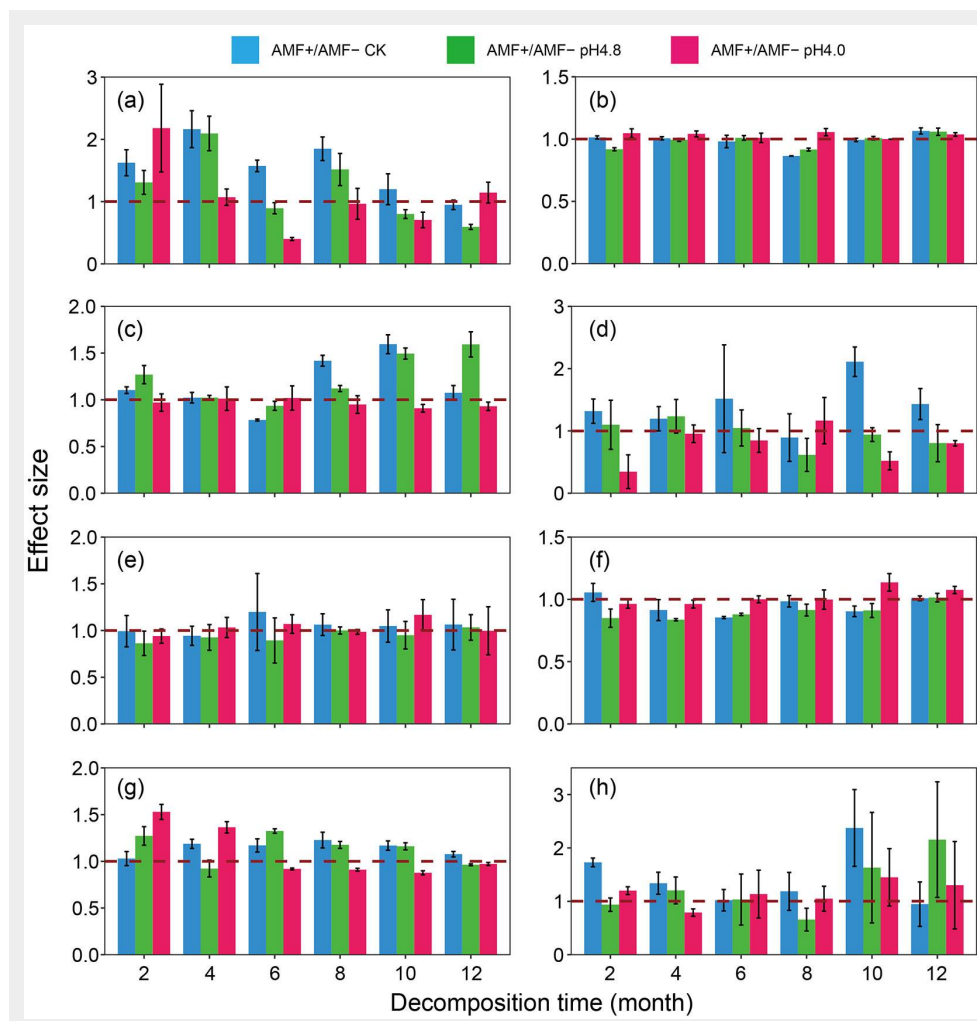 AMF+/AMF− CK AMF+/AMF− pH4.8 AMF+/AMF− pH4.0
(a) (b)
3 1.5
2 1.0
1 0.5
0 0.0
(c) (d)
2.0 3
1.5 2
1.0 1
0.5 0
0.0
Effect size
(e) (f)
2.0 1.5
1.5 1.0
1.0 0.5
0.5 0.0
0.0
(g) (h)
2.0 3
1.5 2
1.0 1
0.5 0
0.0
2 4 6 8 10 12 2 4 6 8 10 12
Decomposition time (month)